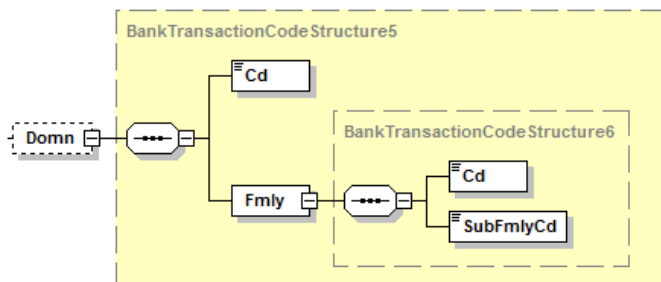 BankTransactionCodeStructure5
Cd
Domn
BankTransactionCodeStructure6
Cd
Fmly
SubFmlyCd